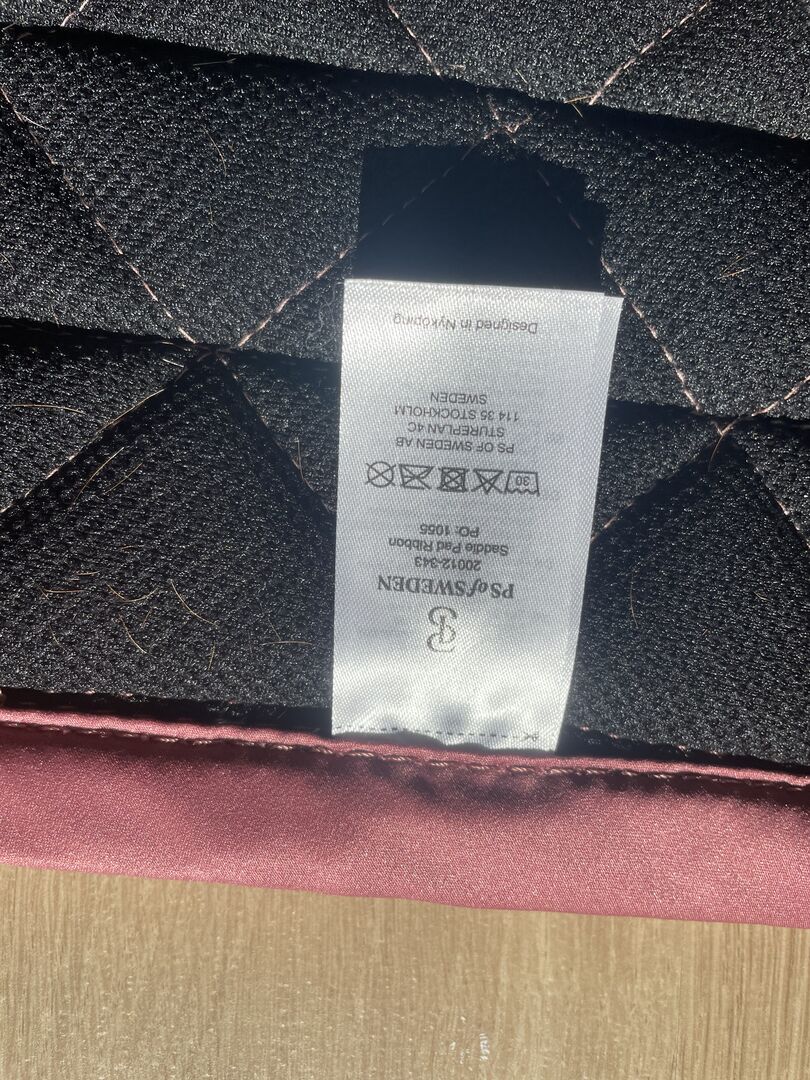 PS of SWEDEN
20012-343
Saddle Pad Ribbon
PO: 1055
30
PS OF SWEDEN AB
STUREPLAN 4C
114 35 STOCKHOLM
SWEDEN
Designed in Nyköping